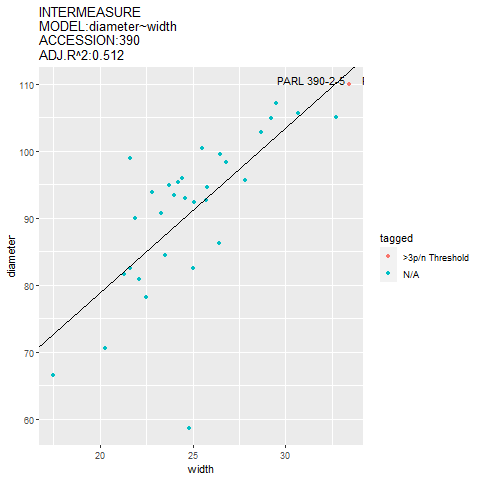 INTERMEASURE
MODEL:diameter~width
ACCESSION:390
ADJ.R^2:0.512
PARL 390-2-5
110
100
90
80
70
60
diameter
20
25
30
width
tagged
>3p/n Threshold
N/A